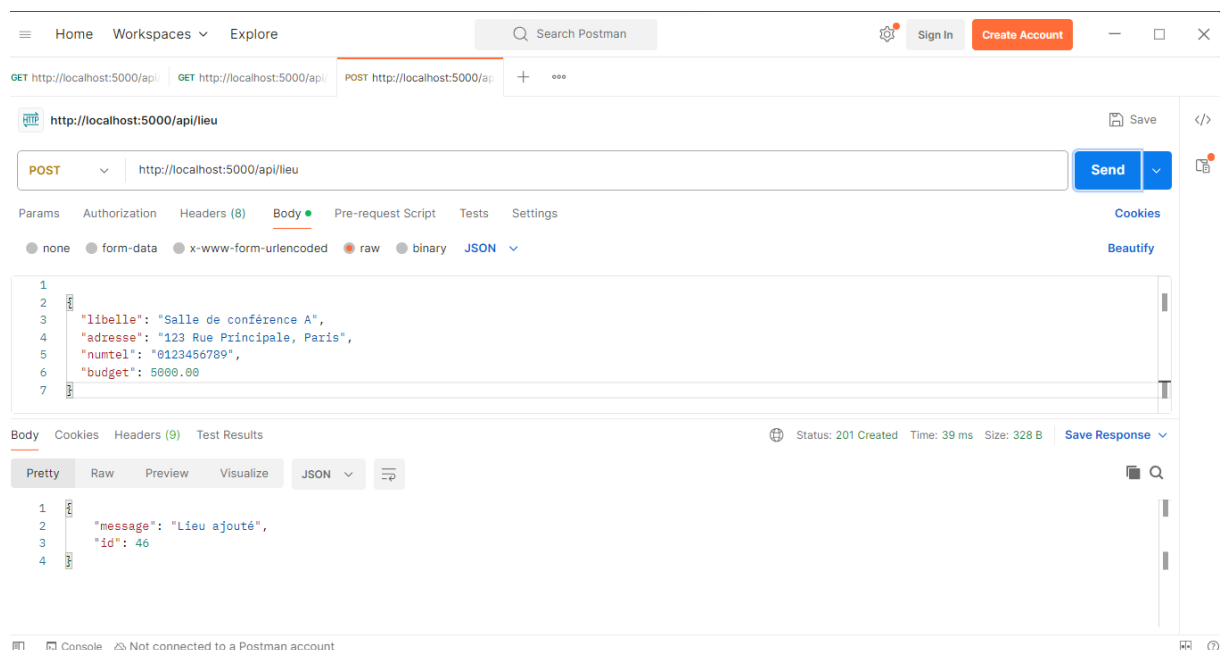 Home Workspaces Explore Search Postman Sign In Create Account
GET http://localhost:5000/api/ GET http://localhost:5000/api/ POST http://localhost:5000/ap
HTTP http://localhost:5000/api/lieu Save
POST http://localhost:5000/api/lieu Send
Params Authorization Headers (8) Body Pre-request Script Tests Settings Cookies
none form-data x-www-form-urlencoded raw binary JSON Beautify
1
2 {
3 "libelle": "Salle de conférence A",
4 "adresse": "123 Rue Principale, Paris",
5 "numtel": "0123456789",
6 "budget": 5000.00
7 }
Body Cookies Headers (9) Test Results Status: 201 Created Time: 39 ms Size: 328 B Save Response
Pretty Raw Preview Visualize JSON
1 {
2 "message": "Lieu ajouté",
3 "id": 46
4 }
Console Not connected to a Postman account